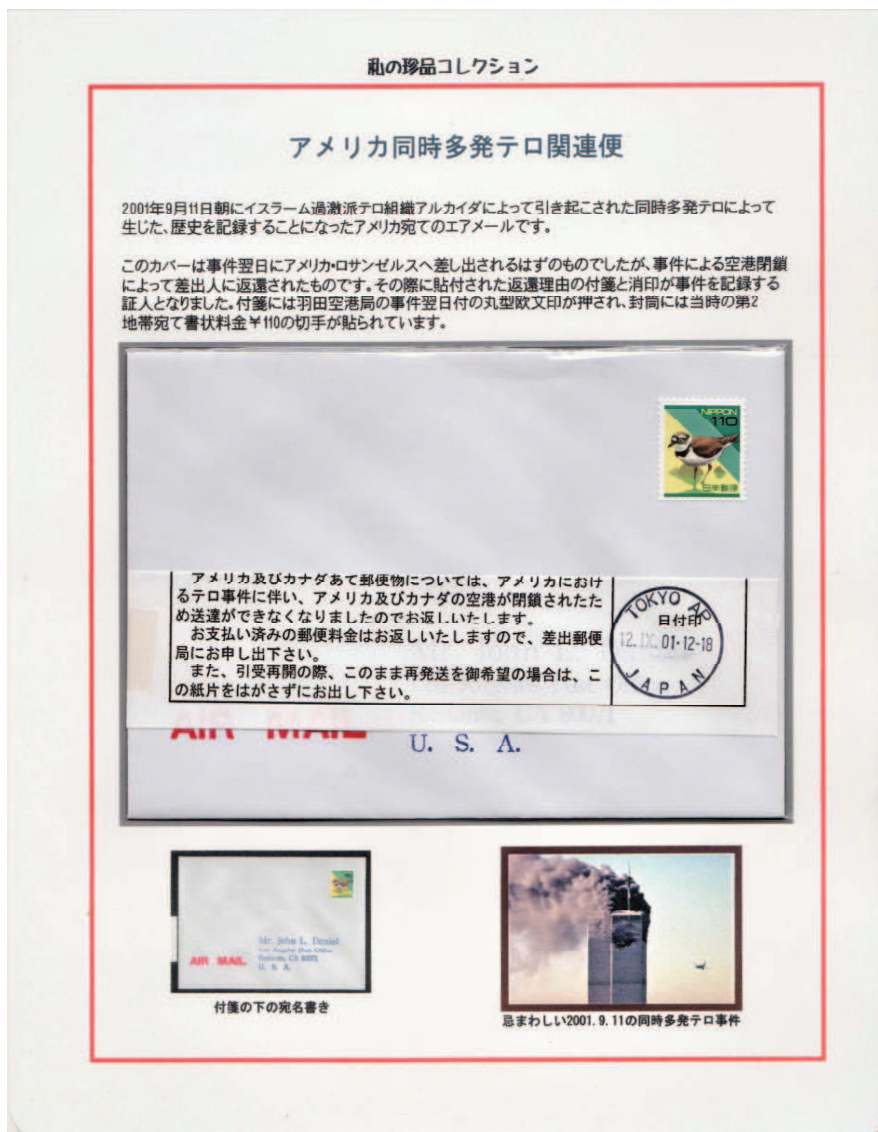 私の珍品コレクション
アメリカ同時多発テロ関連便
2001年9月11日朝にイスラーム過激派テロ組織アルカイダによって引き起こされた同時多発テロによって
生じた、歴史を記録することになったアメリカ宛てのエアメールです。
このカバーは事件翌日にアメリカ・ロサンゼルスへ差し出されるはずのものでしたが、事件による空港閉鎖
によって差出人に返還されたものです。その際に貼付された返還理由の付箋と消印が事件を記録する
証人となりました。付箋には羽田空港局の事件翌日付の丸型欧文印が押され、封筒には当時の第2
地帯宛て書状料金¥110の切手が貼られています。
NIPPON
110
日本郵便
アメリカ及びカナダあて郵便物については、アメリカにおけ
るテロ事件に伴い、アメリカ及びカナダの空港が閉鎖されたた
め送達ができなくなりましたのでお返しいたします。
お支払い済みの郵便料金はお返しいたしますので、差出郵便
局にお申し出下さい。
また、引受再開の際、このまま再発送を御希望の場合は、こ
の紙片をはがさずにお出し下さい。
TOKYO AP
日付印
12.IX.01・12-18
JAPAN
AIR MAIL
U. S. A.
Mr. John L. Daniel
AIR MAIL
U. S. A.
付箋の下の宛名書き
忌まわしい2001.9.11の同時多発テロ事件